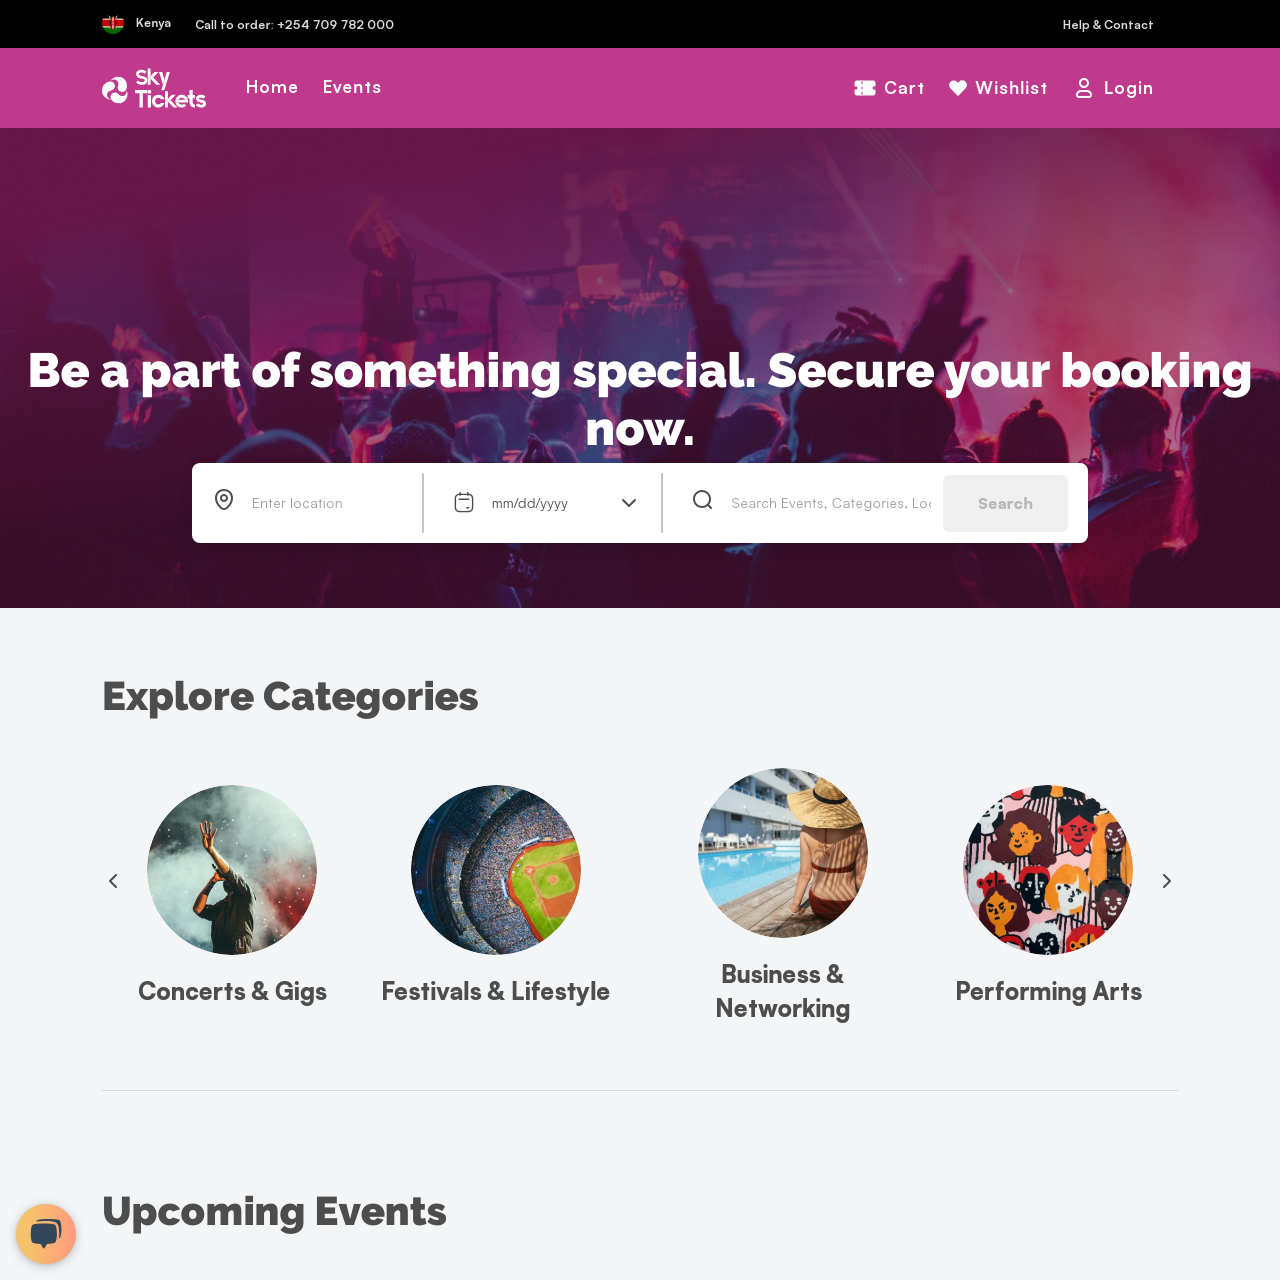 Kenya
Call to order: +254 709 782 000
Help & Contact
Sky
Tickets
Home
Events
Cart
Wishlist
Login
Be a part of something special. Secure your booking
now.
Enter location
mm/dd/yyyy
Search Events, Categories, Loc
Search
Explore Categories
Concerts & Gigs
Festivals & Lifestyle
Business &
Networking
Performing Arts
Upcoming Events